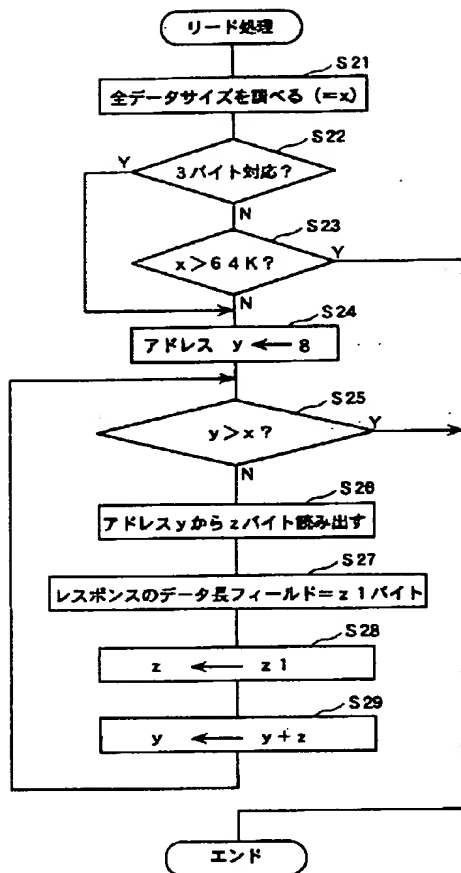 リード処理
S21
全データサイズを調べる (=x)
S22
Y
3バイト対応?
N
S23
x>64K?
Y
N
S24
アドレス y ← 8
S25
y>x?
Y
N
S26
アドレスyからzバイト読み出す
S27
レスポンスのデータ長フィールド=z1バイト
S28
z ← z1
S29
y ← y+z
エンド